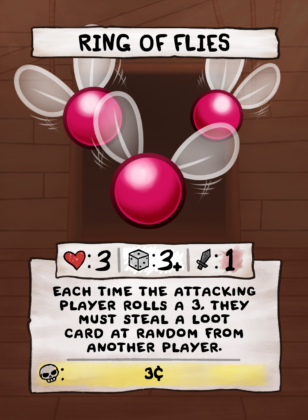 RING OF FLIES
:3 :3+ :1
EACH TIME THE ATTACKING
PLAYER ROLLS A 3, THEY
MUST STEAL A LOOT
CARD AT RANDOM FROM
ANOTHER PLAYER.
: 3¢